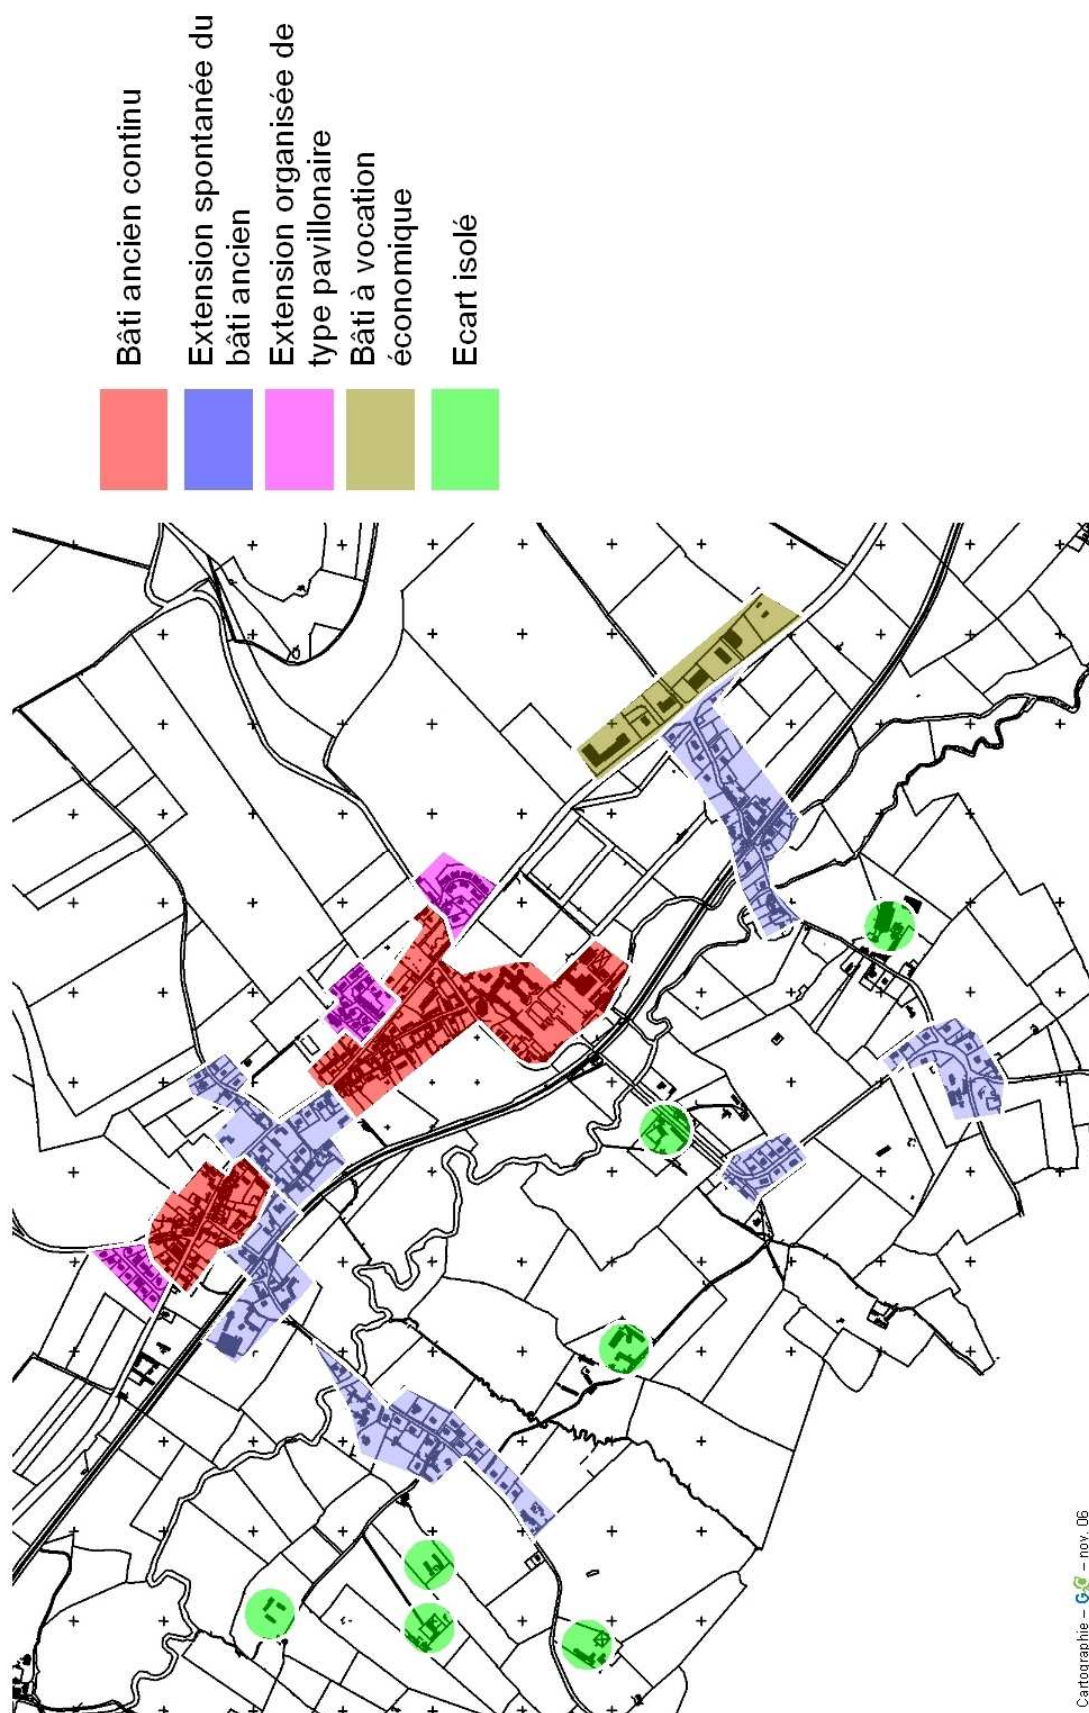 Bâti ancien continu
Extension spontanée du
bâti ancien
Extension organisée de
type pavillonaire
Bâti à vocation
économique
Ecart isolé
Cartographie – G2C – nov. 06